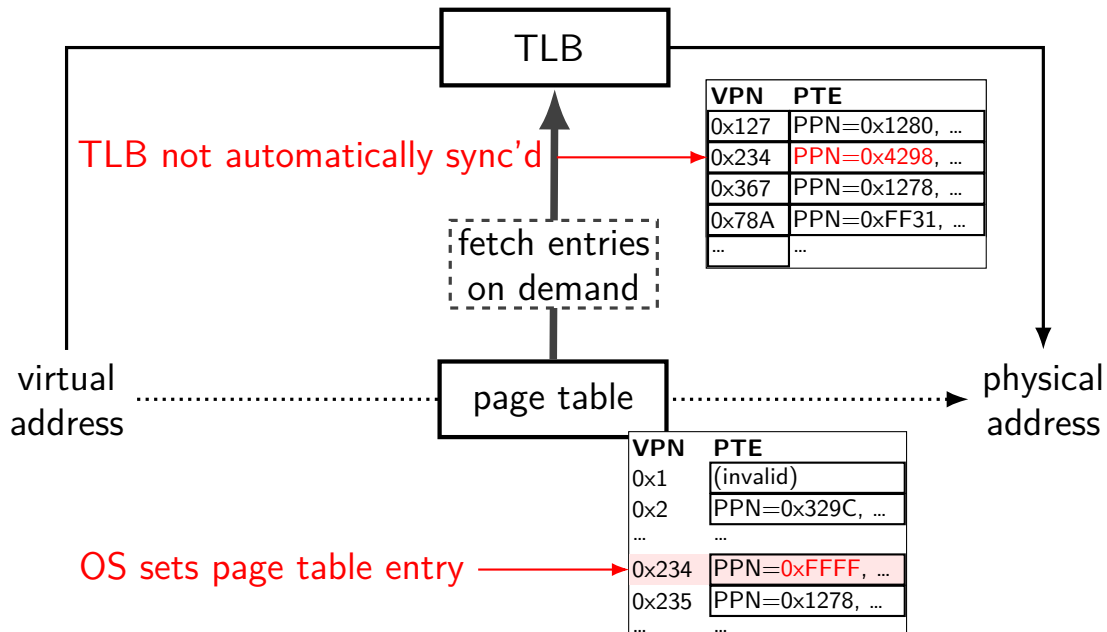 TLB
VPN PTE
0x127 PPN=0x1280, ...
TLB not automatically sync'd
0x234 PPN=0x4298, ...
0x367 PPN=0x1278, ...
0x78A PPN=0xFF31, ...
... ...
fetch entries
on demand
virtual
address
page table
physical
address
VPN PTE
0x1 (invalid)
0x2 PPN=0x329C, ...
... ...
OS sets page table entry
0x234 PPN=0xFFFF, ...
0x235 PPN=0x1278, ...
... ...